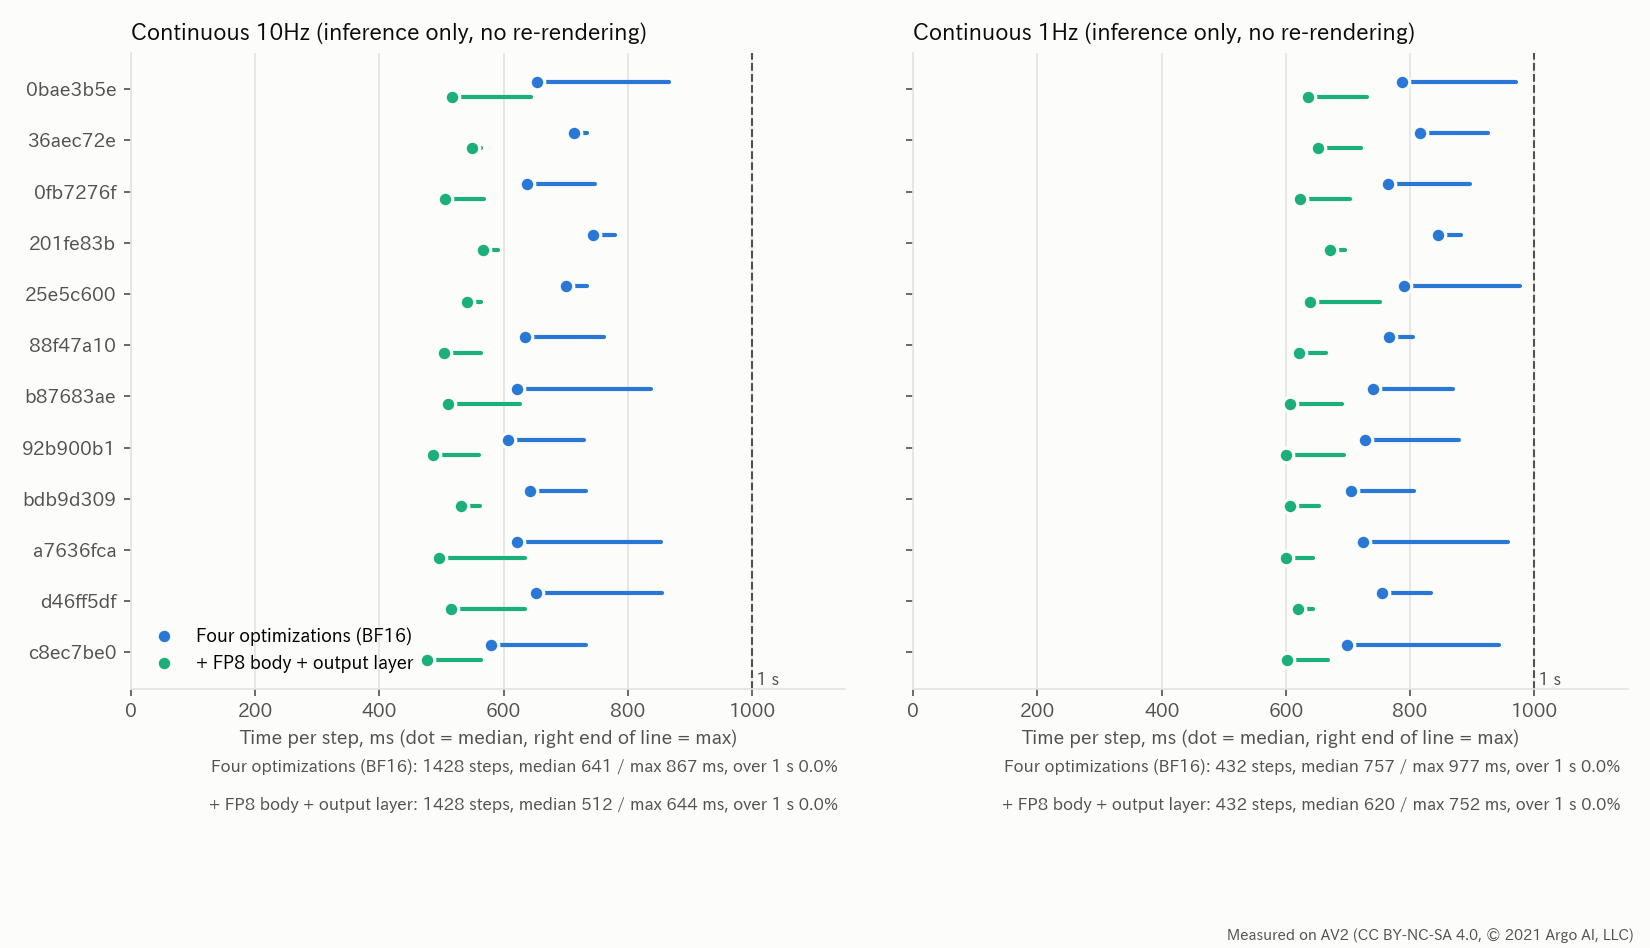 Continuous 10Hz (inference only, no re-rendering)
0bae3b5e
36aec72e
0fb7276f
201fe83b
25e5c600
88f47a10
b87683ae
92b900b1
bdb9d309
a7636fca
d46ff5df
c8ec7be0
Four optimizations (BF16)
+ FP8 body + output layer
1 s
0 200 400 600 800 1000
Time per step, ms (dot = median, right end of line = max)
Four optimizations (BF16): 1428 steps, median 641 / max 867 ms, over 1 s 0.0%
+ FP8 body + output layer: 1428 steps, median 512 / max 644 ms, over 1 s 0.0%
Continuous 1Hz (inference only, no re-rendering)
1 s
0 200 400 600 800 1000
Time per step, ms (dot = median, right end of line = max)
Four optimizations (BF16): 432 steps, median 757 / max 977 ms, over 1 s 0.0%
+ FP8 body + output layer: 432 steps, median 620 / max 752 ms, over 1 s 0.0%
Measured on AV2 (CC BY-NC-SA 4.0, © 2021 Argo AI, LLC)